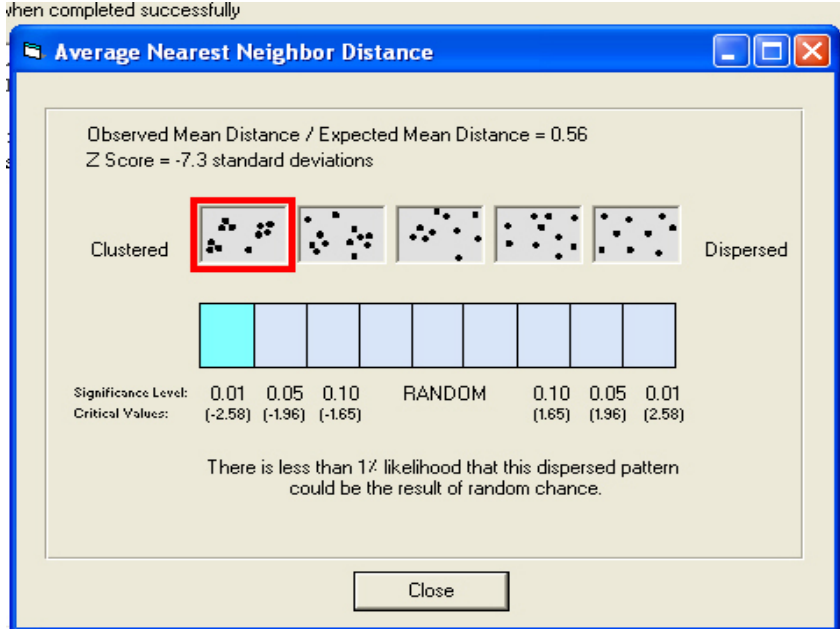 when completed successfully
Average Nearest Neighbor Distance
Observed Mean Distance / Expected Mean Distance = 0.56
Z Score = -7.3 standard deviations
Clustered
Dispersed
Significance Level: 0.01 0.05 0.10 RANDOM 0.10 0.05 0.01
Critical Values: (-2.58) (-1.96) (-1.65) (1.65) (1.96) (2.58)
There is less than 1% likelihood that this dispersed pattern
could be the result of random chance.
Close